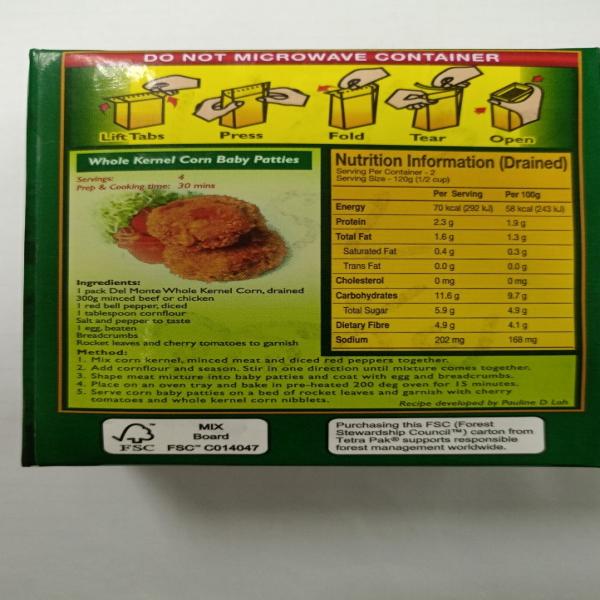 DO NOT MICROWAVE CONTAINER
Lift Tabs Press Fold Tear Open
Whole Kernel Corn Baby Patties
Servings: 4
Prep & Cooking time: 30 mins
Ingredients:
1 pack Del Monte Whole Kernel Corn, drained
300g minced beef or chicken
1 red bell pepper, diced
1 tablespoon cornflour
Salt and pepper to taste
1 egg, beaten
Breadcrumbs
Rocket leaves and cherry tomatoes to garnish
Nutrition Information (Drained)
Serving Per Container - 2
Serving Size - 120g (1/2 cup)
Per Serving Per 100g
Energy 70 kcal (292 kJ) 58 kcal (243 kJ)
Protein 2.3 g 1.9 g
Total Fat 1.6 g 1.3 g
Saturated Fat 0.4 g 0.3 g
Trans Fat 0.0 g 0.0 g
Cholesterol 0 mg 0 mg
Carbohydrates 11.6 g 9.7 g
Total Sugar 5.9 g 4.9 g
Dietary Fibre 4.9 g 4.1 g
Sodium 202 mg 168 mg
Method:
1. Mix corn kernel, minced meat and diced red peppers together.
2. Add cornflour and season. Stir in one direction until mixture comes together.
3. Shape meat mixture into baby patties and coat with egg and breadcrumbs.
4. Place on an oven tray and bake in pre-heated 200 deg oven for 15 minutes.
5. Serve corn baby patties on a bed of rocket leaves and garnish with cherry
tomatoes and whole kernel corn nibblets.
Recipe developed by Pauline D Loh
FSC
MIX
Board
FSC™ C014047
Purchasing this FSC (Forest
Stewardship Council™) carton from
Tetra Pak® supports responsible
forest management worldwide.